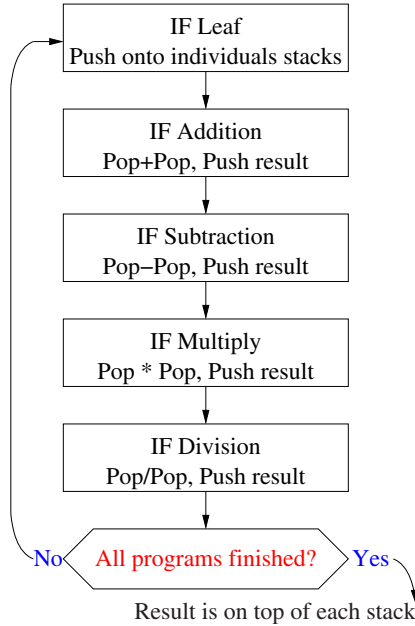 IF Leaf
Push onto individuals stacks
IF Addition
Pop+Pop, Push result
IF Subtraction
Pop−Pop, Push result
IF Multiply
Pop * Pop, Push result
IF Division
Pop/Pop, Push result
No All programs finished? Yes
Result is on top of each stack